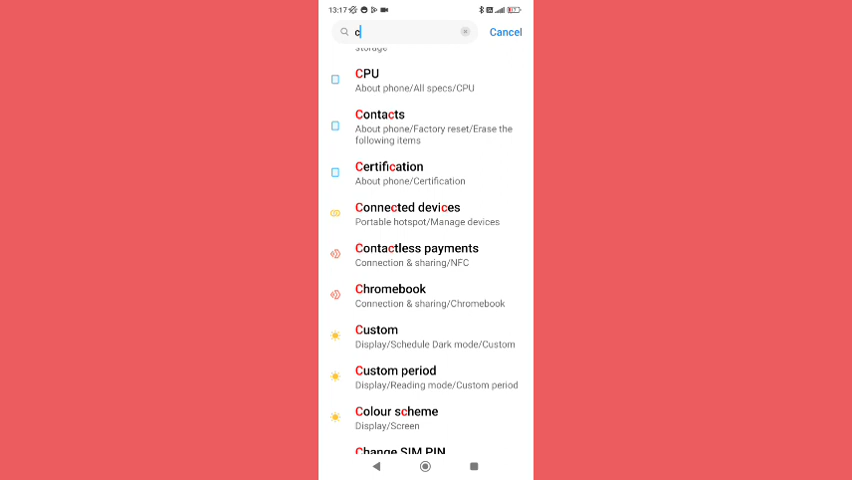 13:17
c
Cancel
storage
CPU
About phone/All specs/CPU
Contacts
About phone/Factory reset/Erase the
following items
Certification
About phone/Certification
Connected devices
Portable hotspot/Manage devices
Contactless payments
Connection & sharing/NFC
Chromebook
Connection & sharing/Chromebook
Custom
Display/Schedule Dark mode/Custom
Custom period
Display/Reading mode/Custom period
Colour scheme
Display/Screen
Change SIM PIN